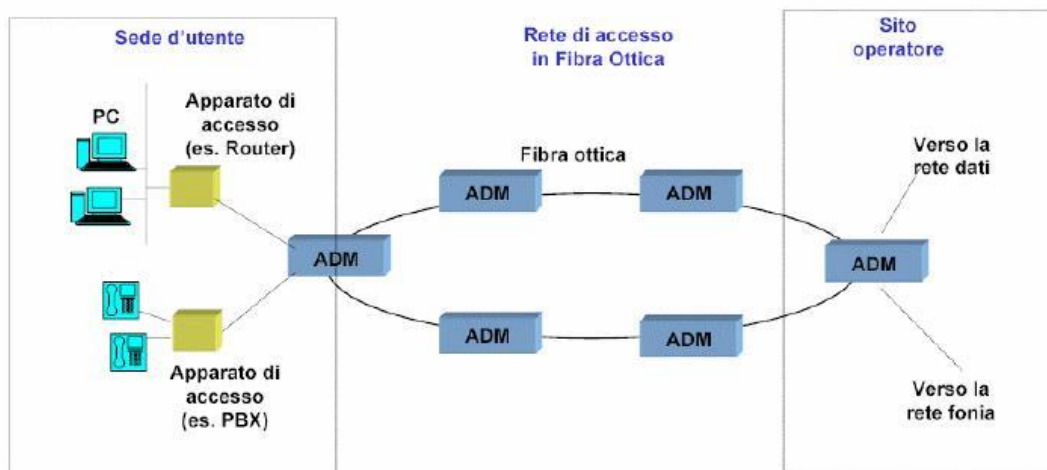 Sede d'utente
Rete di accesso
in Fibra Ottica
Sito
operatore
PC
Apparato di
accesso
(es. Router)
Fibra ottica
Verso la
rete dati
ADM
ADM
ADM
ADM
ADM
ADM
Apparato di
accesso
(es. PBX)
Verso la
rete fonia